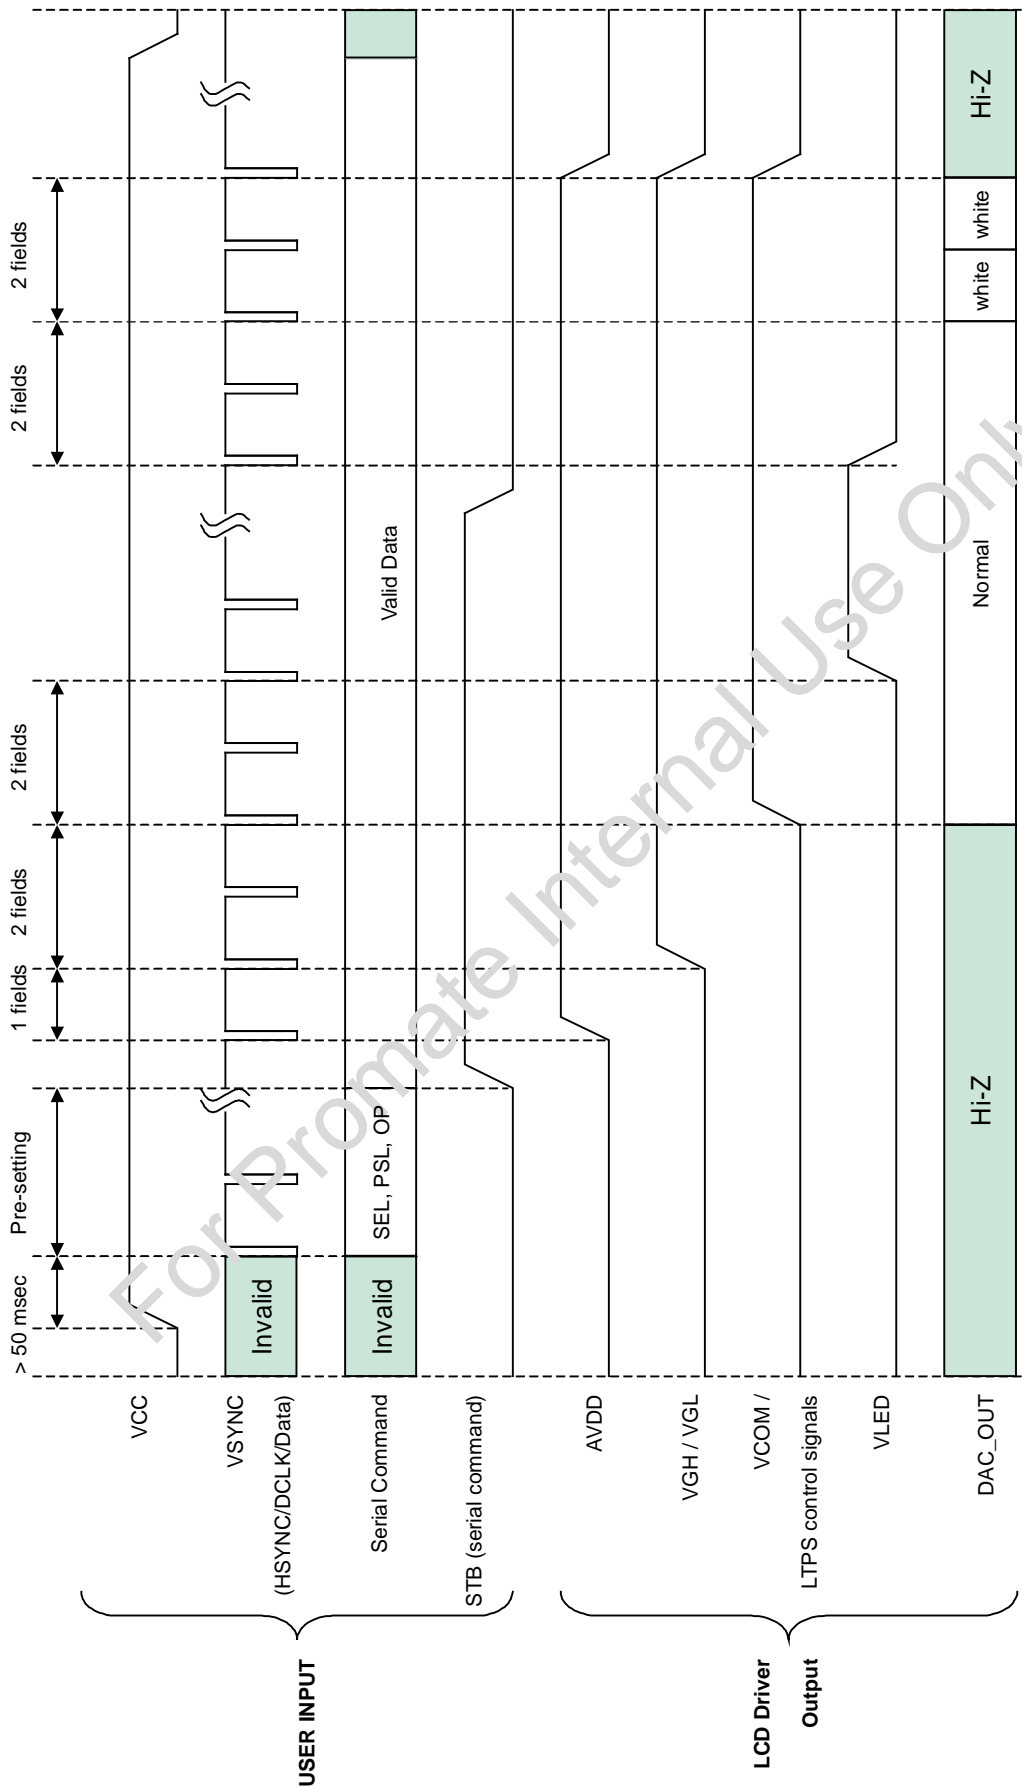 > 50 msec
Pre-setting
1 fields
2 fields
2 fields
2 fields
2 fields
USER INPUT
VCC
VSYNC
(HSYNC/DCLK/Data)
Invalid
Serial Command
Invalid
SEL, PSL, OP
Valid Data
STB (serial command)
LCD Driver
Output
AVDD
VGH / VGL
VCOM /
LTPS control signals
VLED
DAC_OUT
Hi-Z
Normal
white
white
Hi-Z
For Promate Internal Use Only